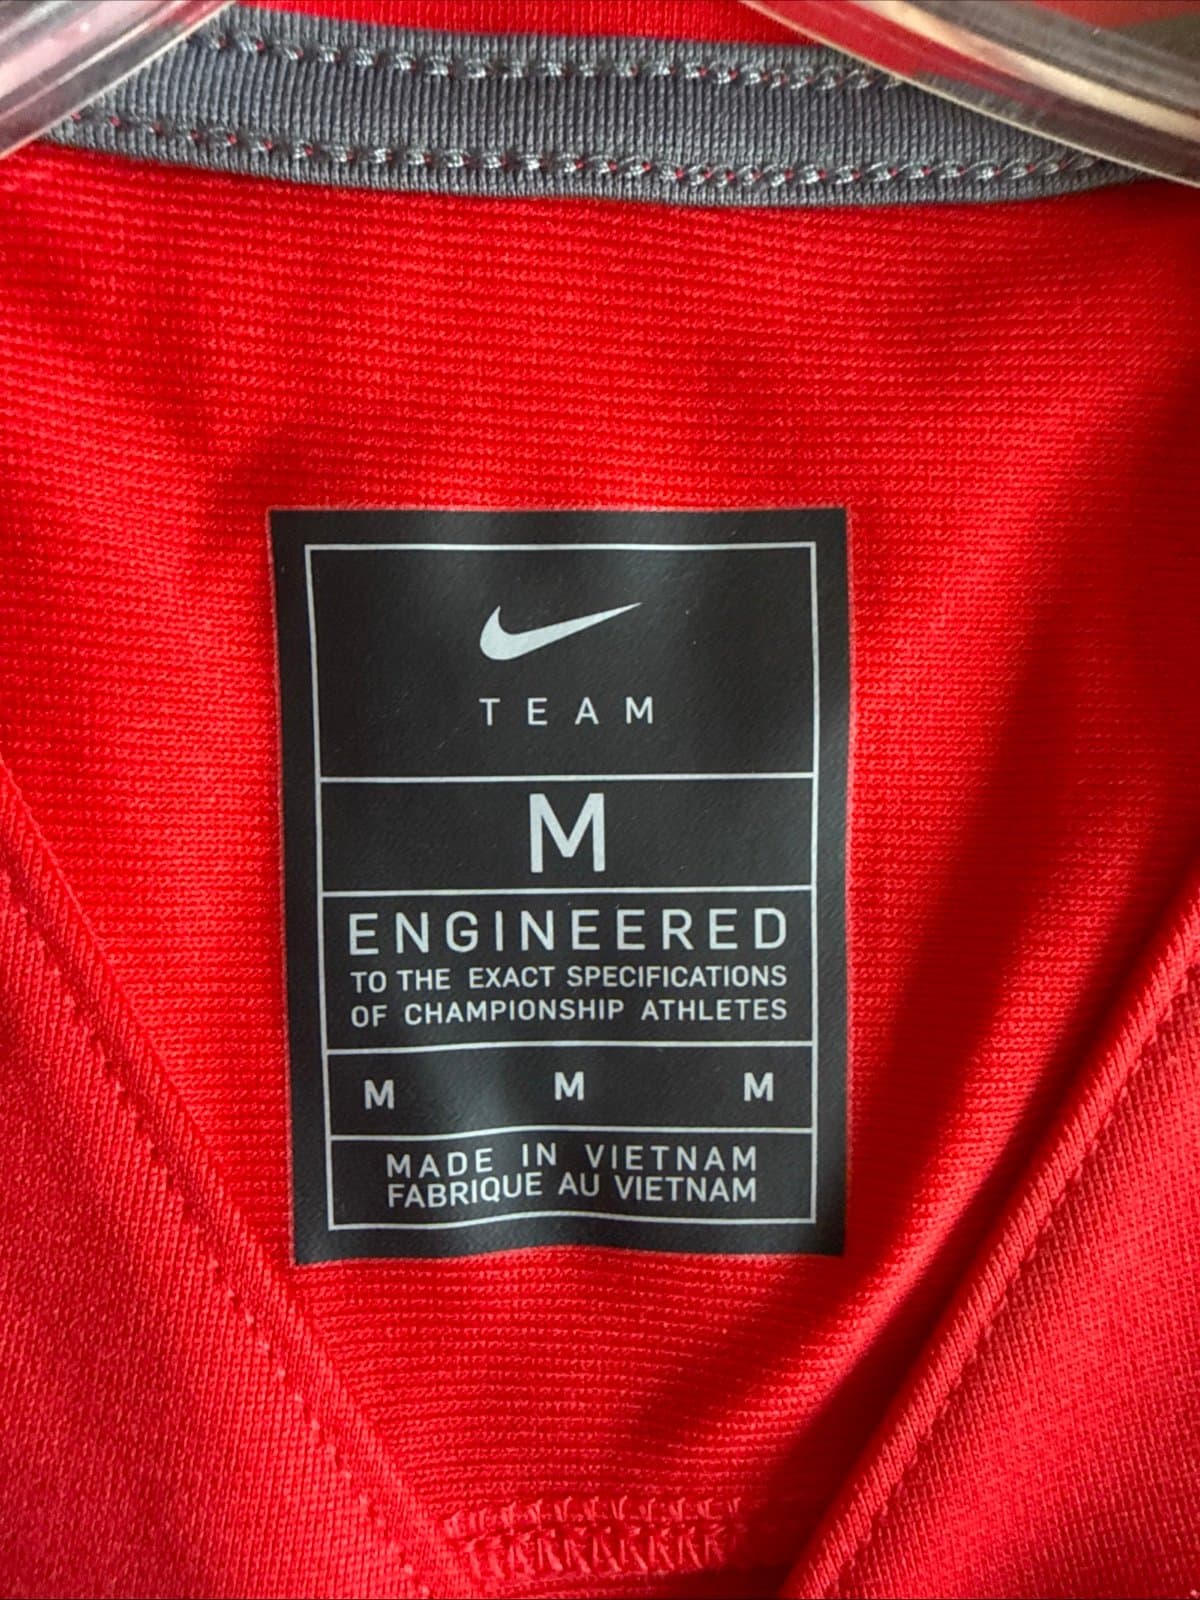 TEAM
M
ENGINEERED
TO THE EXACT SPECIFICATIONS
OF CHAMPIONSHIP ATHLETES
M M M
MADE IN VIETNAM
FABRIQUE AU VIETNAM